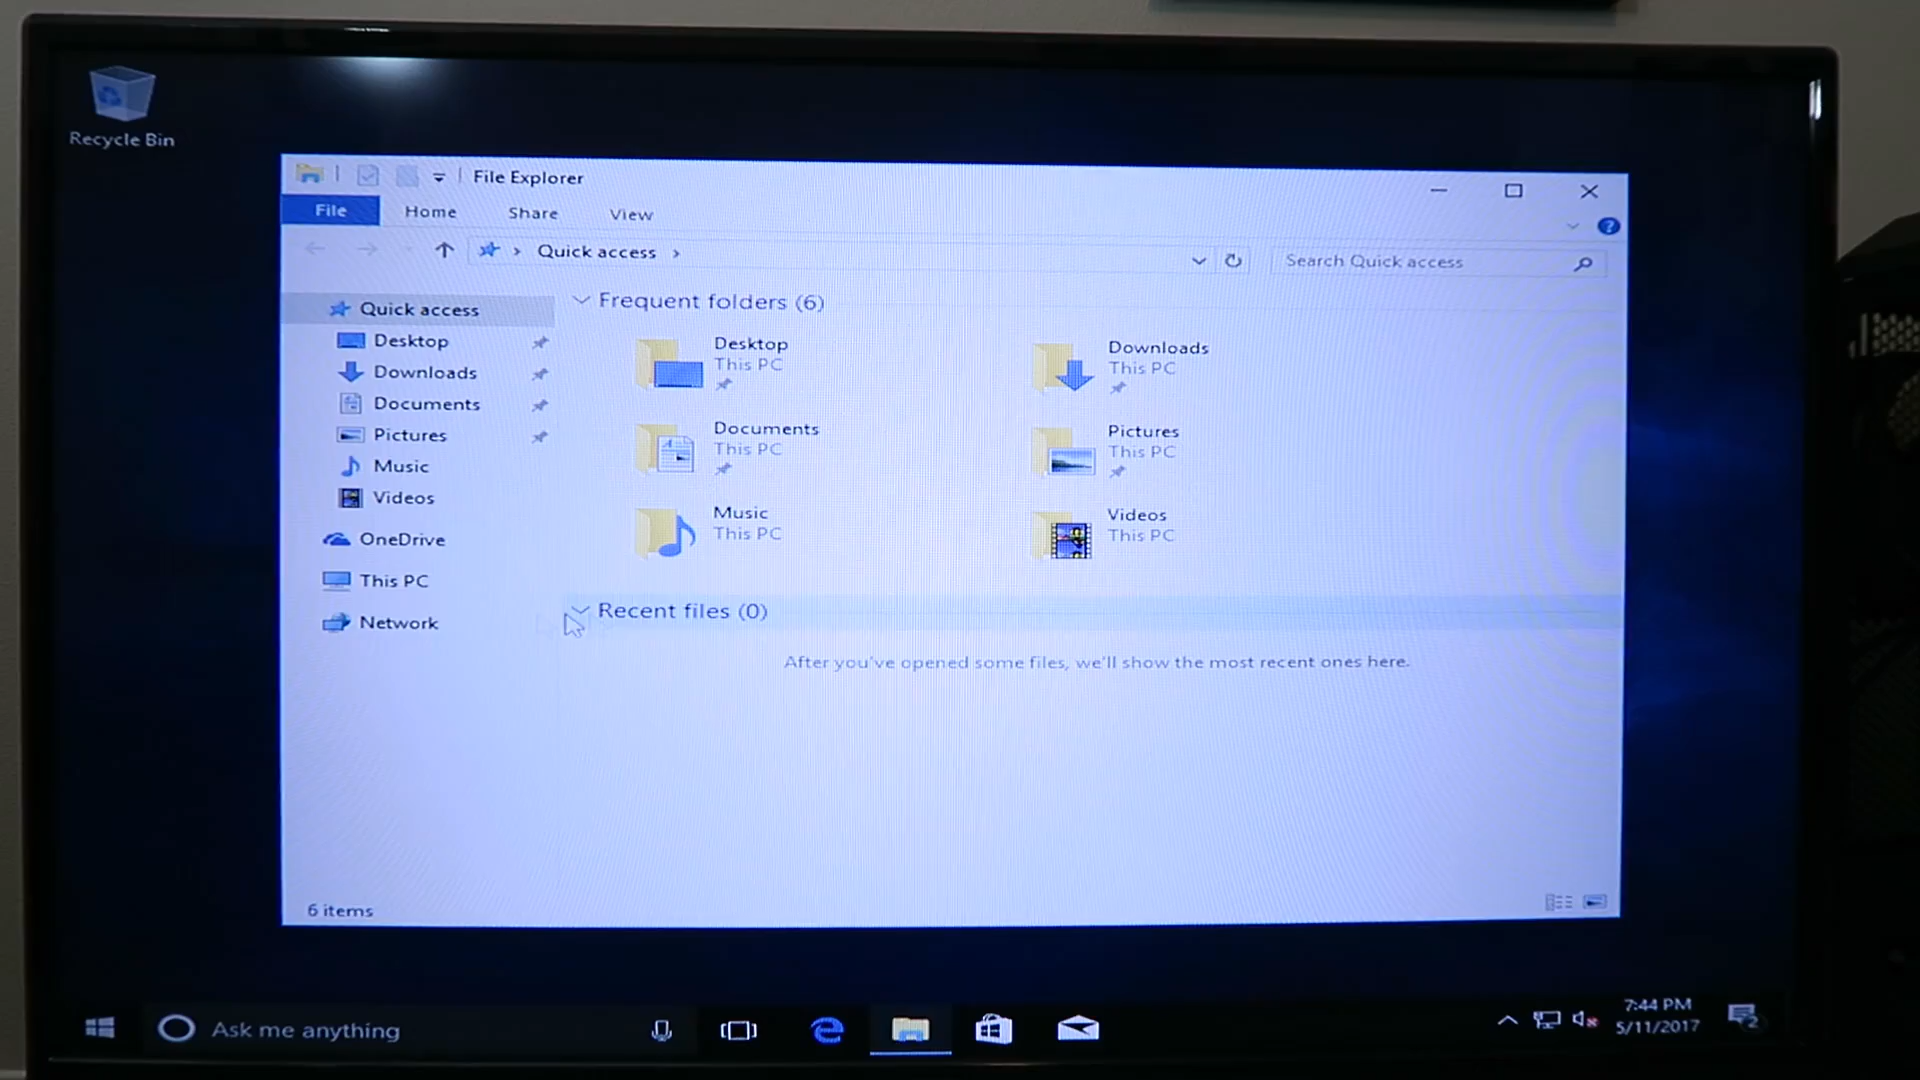 Recycle Bin
File Explorer
File
Home
Share
View
Quick access
Search Quick access
Quick access
Desktop
Downloads
Documents
Pictures
Music
Videos
OneDrive
This PC
Network
Frequent folders (6)
Desktop
This PC
Downloads
This PC
Documents
This PC
Pictures
This PC
Music
This PC
Videos
This PC
Recent files (0)
After you've opened some files, we'll show the most recent ones here.
6 items
Ask me anything
7:44 PM
5/11/2017
2